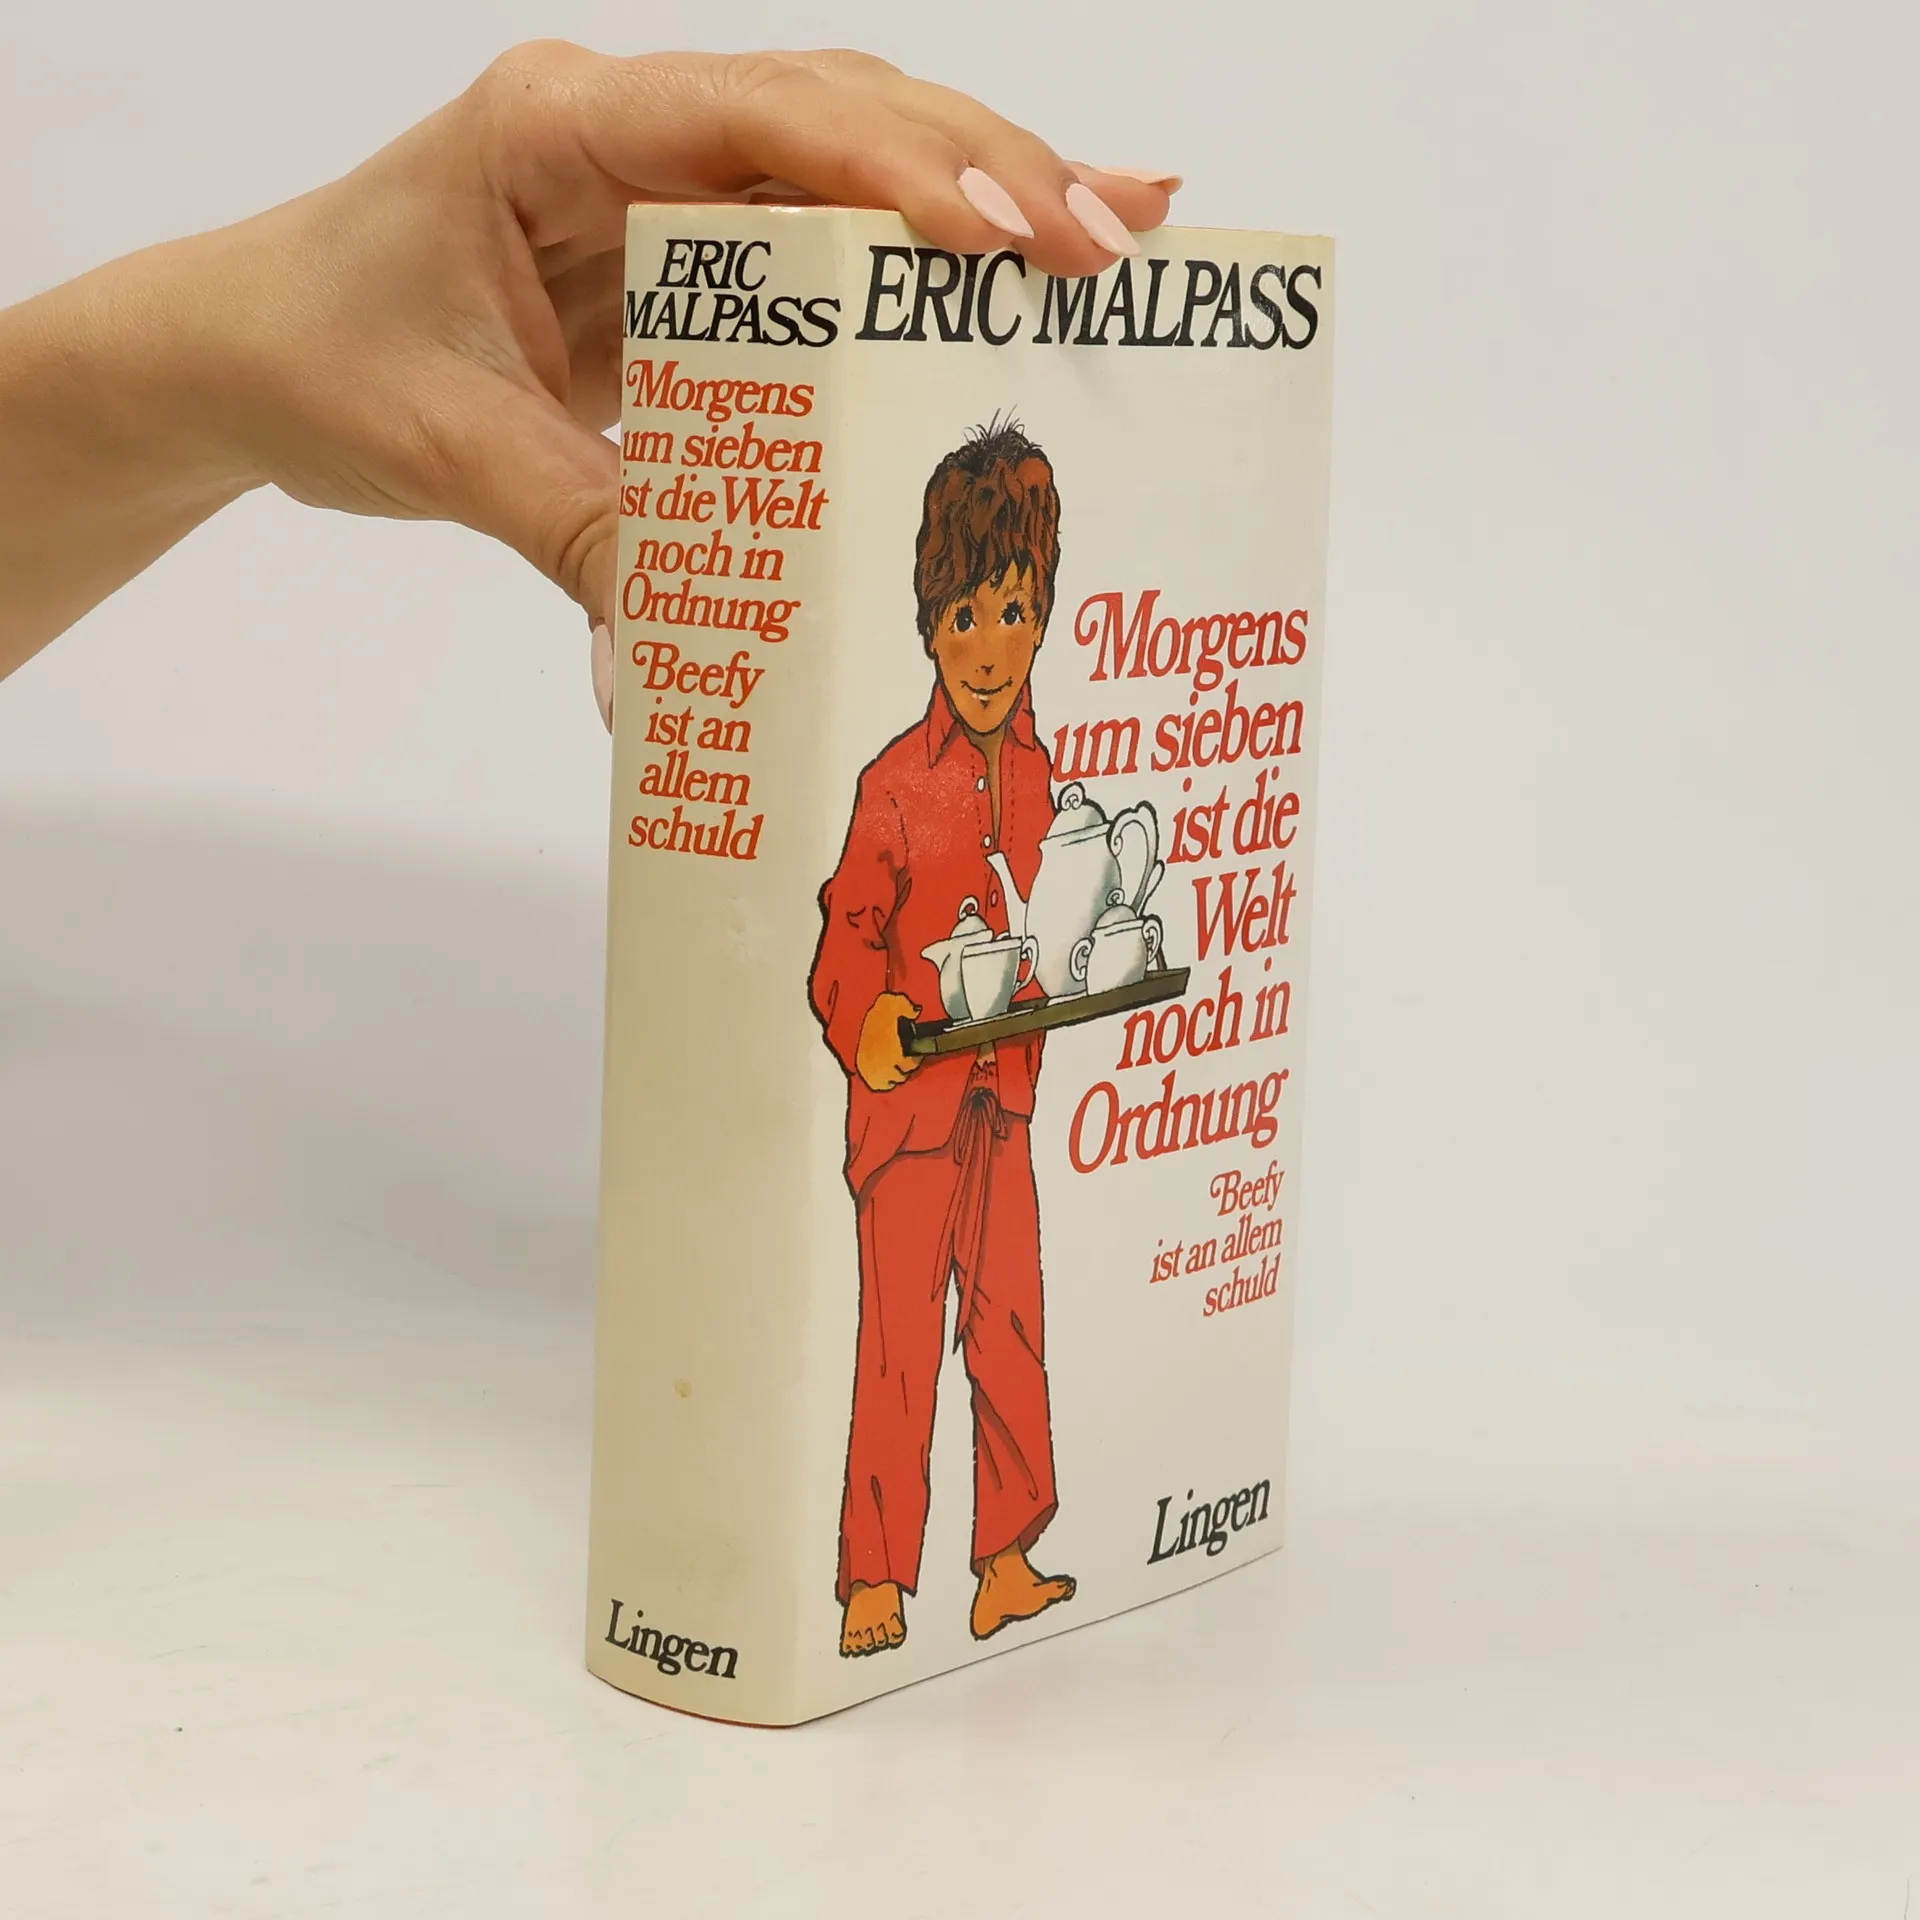 ERIC
MALPASS
Morgens
um sieben
ist die Welt
noch in
Ordnung
Beefy
ist an
allem
schuld
Lingen
ERIC MALPASS
Morgens
um sieben
ist die
Welt
noch in
Ordnung
Beefy
ist an allem
schuld
Lingen